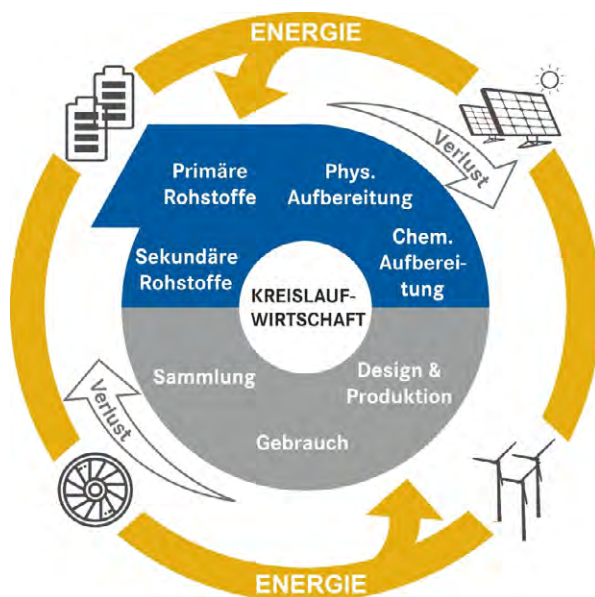 ENERGIE
Verlust
Primäre
Rohstoffe
Phys.
Aufbereitung
Chem.
Aufberei-
tung
Sekundäre
Rohstoffe
KREISLAUF-
WIRTSCHAFT
Sammlung
Design &
Produktion
Gebrauch
Verlust
ENERGIE